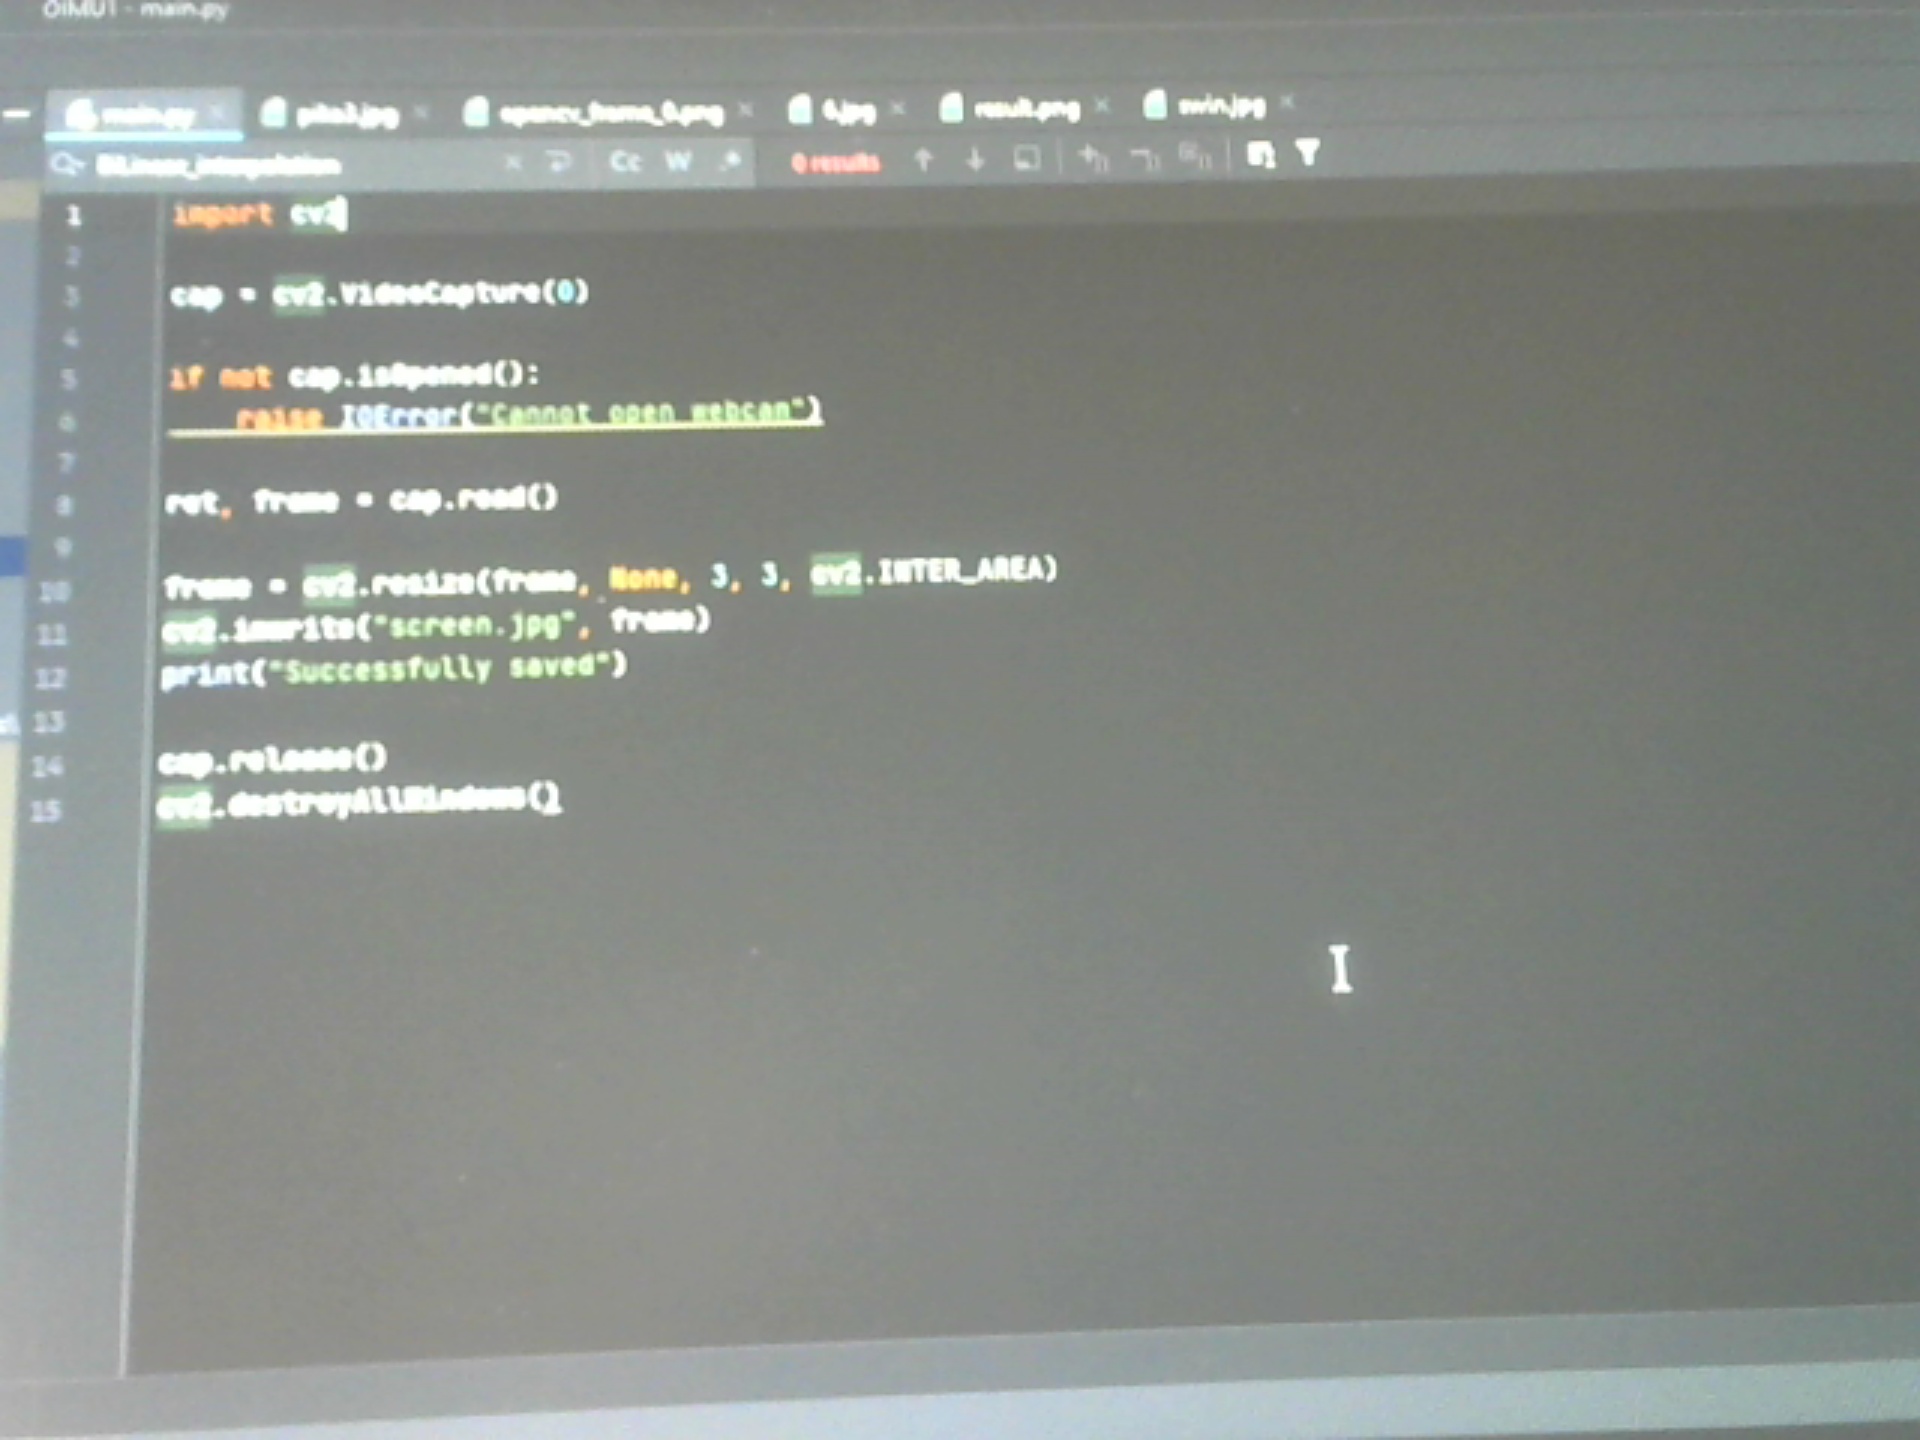 OIMU1 - main.py
main.py
opencv_frame_0.png 6.jpg result.png swin.jpg
BiLinear_interpolation Cc W .* 0 results
1 import cv2
2
3 cap = cv2.VideoCapture(0)
4
5 if not cap.isOpened():
6 raise IOError("Cannot open webcam")
7
8 ret, frame = cap.read()
9
10 frame = cv2.resize(frame, None, 3, 3, cv2.INTER_AREA)
11 cv2.imwrite("screen.jpg", frame)
12 print("Successfully saved")
13
14 cap.release()
15 cv2.destroyAllWindows()